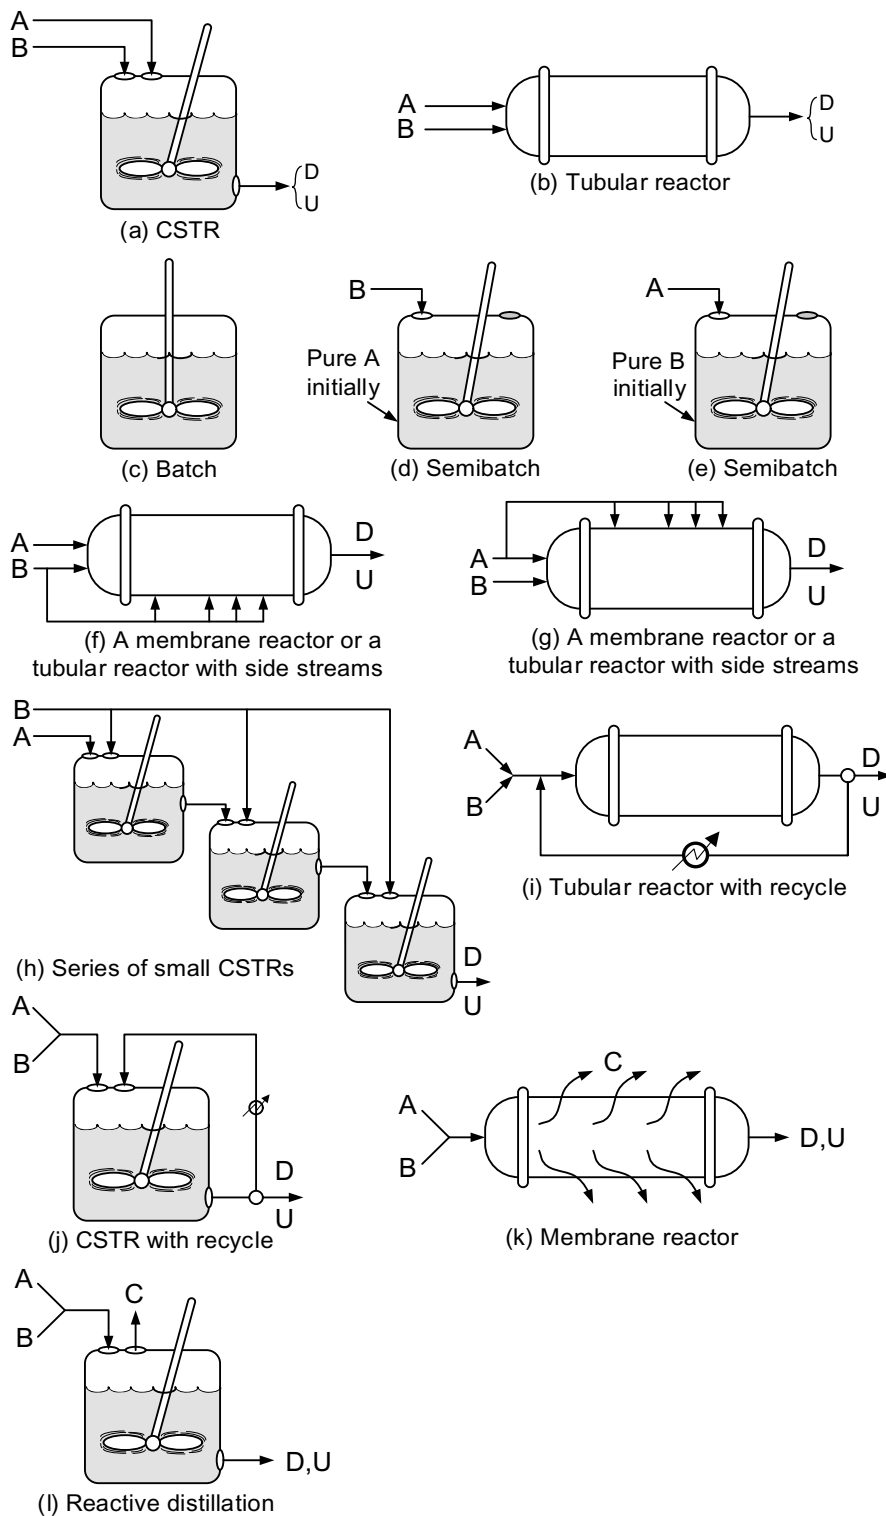 A
B
D
U
(a) CSTR
A
B
D
U
(b) Tubular reactor
(c) Batch
B
Pure A
initially
(d) Semibatch
A
Pure B
initially
(e) Semibatch
A
B
D
U
(f) A membrane reactor or a
tubular reactor with side streams
A
B
D
U
(g) A membrane reactor or a
tubular reactor with side streams
B
A
D
U
(h) Series of small CSTRs
A
B
D
U
(i) Tubular reactor with recycle
A
B
D
U
(j) CSTR with recycle
A
B
C
D,U
(k) Membrane reactor
A
B
C
D,U
(l) Reactive distillation